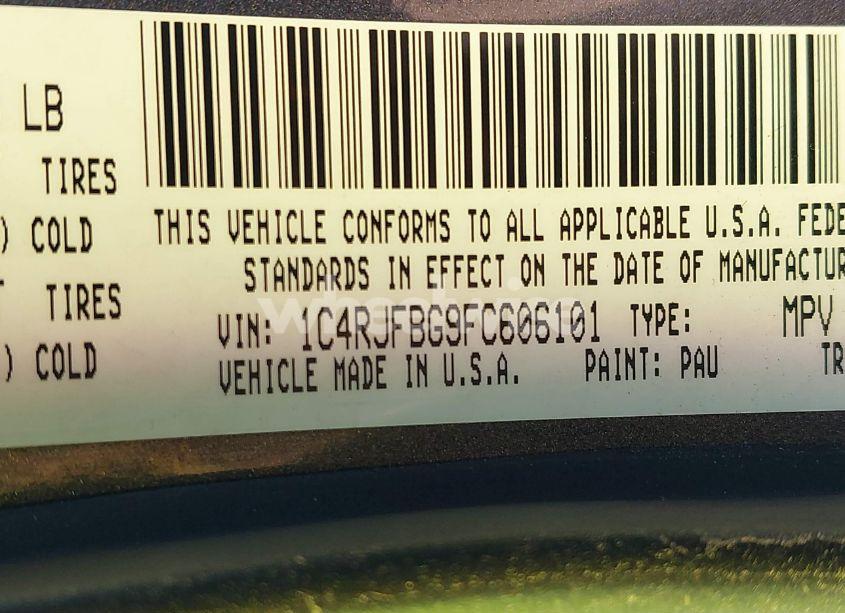 LB
TIRES
) COLD
TIRES
) COLD
THIS VEHICLE CONFORMS TO ALL APPLICABLE U.S.A. FEDE
STANDARDS IN EFFECT ON THE DATE OF MANUFACTUR
VIN: 1C4RJFBG9FC606101 TYPE: MPV
VEHICLE MADE IN U.S.A. PAINT: PAU TR